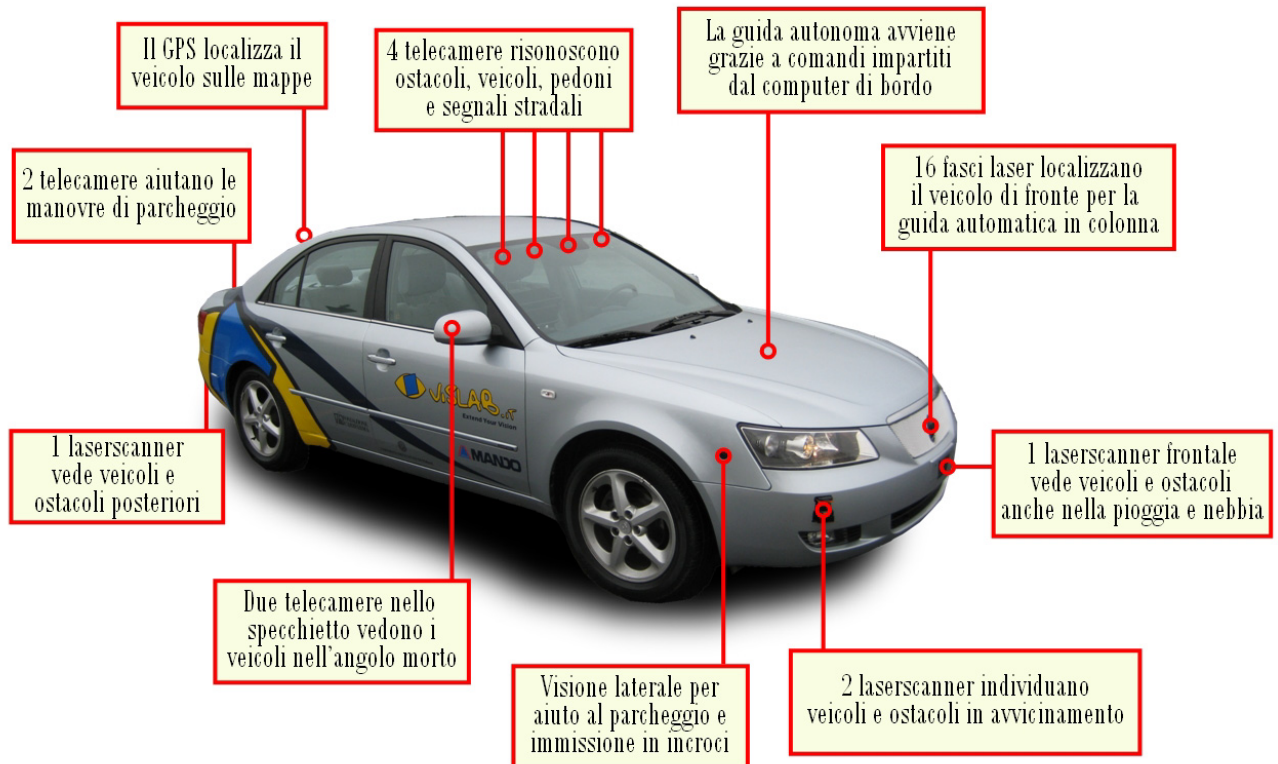 Il GPS localizza il
veicolo sulle mappe
4 telecamere risonoscono
ostacoli, veicoli, pedoni
e segnali stradali
La guida autonoma avviene
grazie a comandi impartiti
dal computer di bordo
2 telecamere aiutano le
manovre di parcheggio
16 fasci laser localizzano
il veicolo di fronte per la
guida automatica in colonna
VISLAB.it
Extend Your Vision
MANDO
1 laserscanner
vede veicoli e
ostacoli posteriori
1 laserscanner frontale
vede veicoli e ostacoli
anche nella pioggia e nebbia
Due telecamere nello
specchietto vedono i
veicoli nell'angolo morto
Visione laterale per
aiuto al parcheggio e
immissione in incroci
2 laserscanner individuano
veicoli e ostacoli in avvicinamento